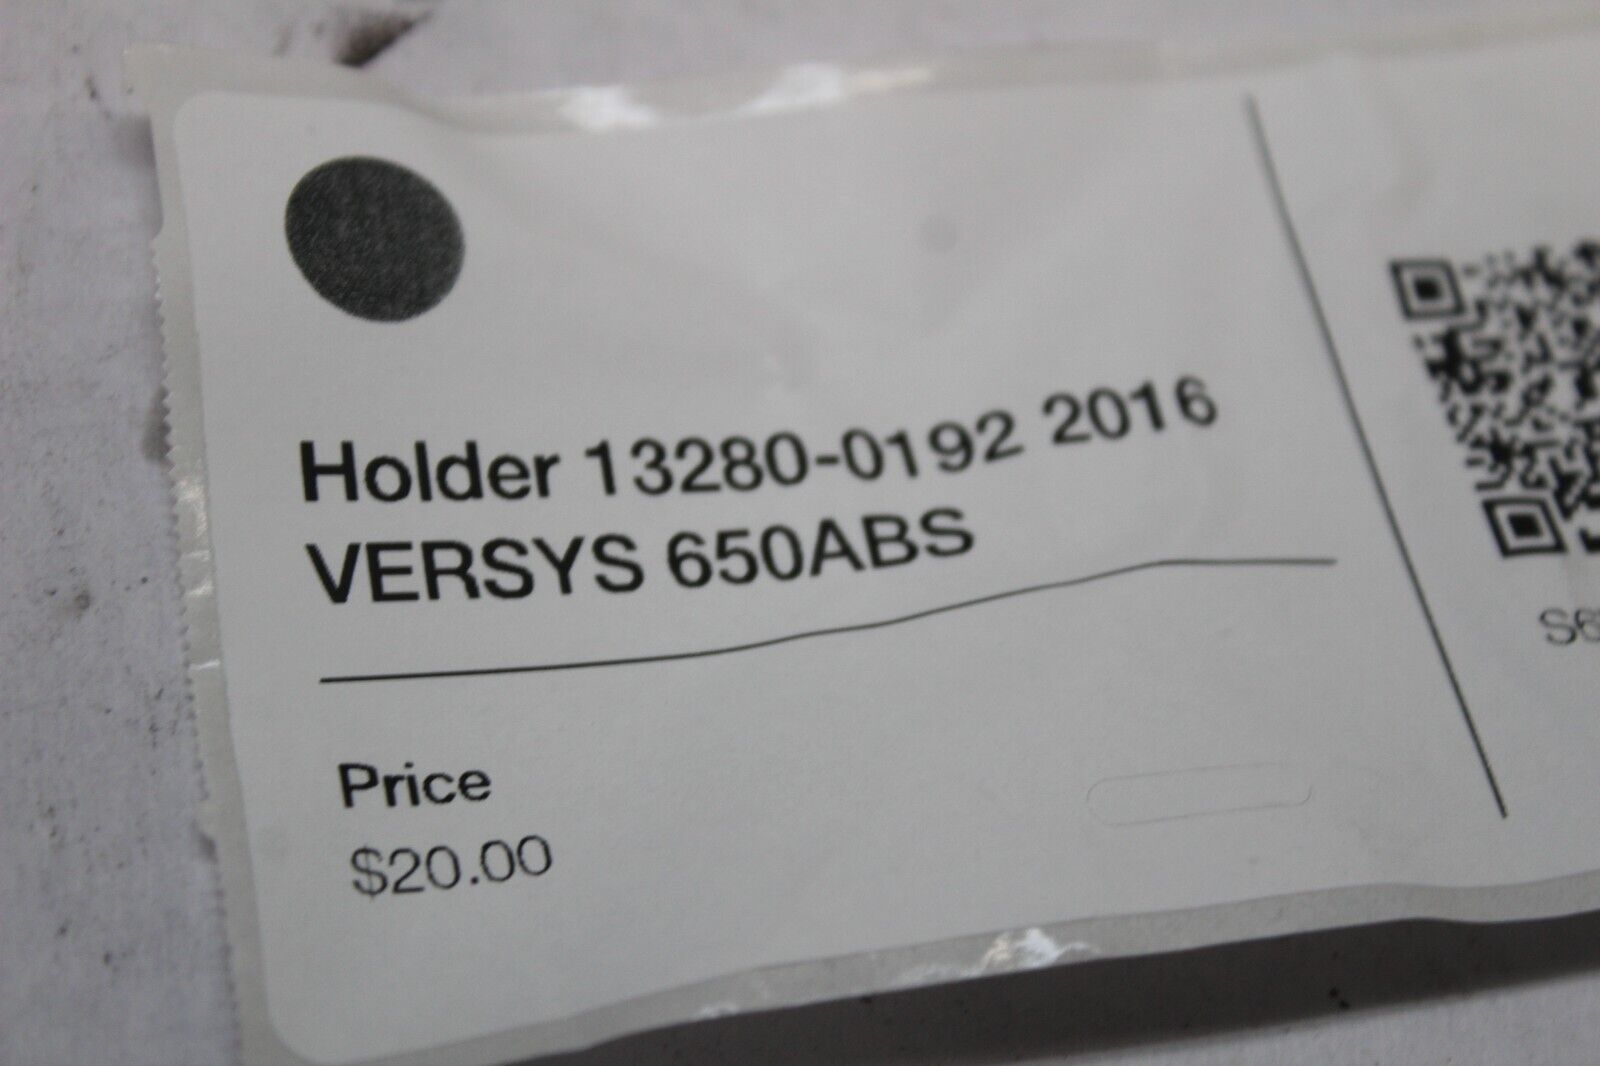 Holder 13280-0192 2016
VERSYS 650ABS
Price
$20.00